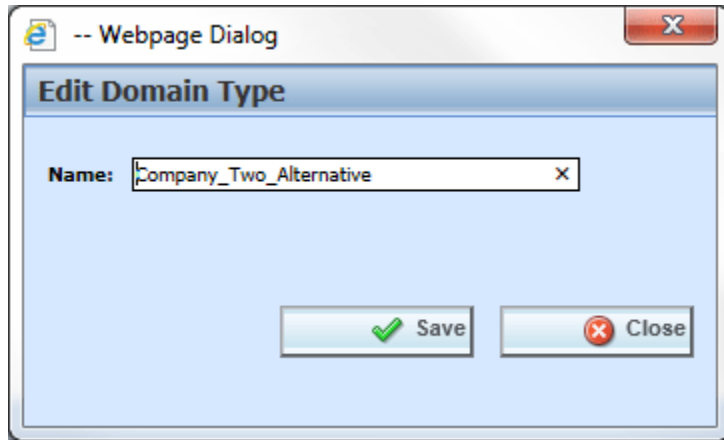 -- Webpage Dialog
Edit Domain Type
Name: Company_Two_Alternative
Save Close